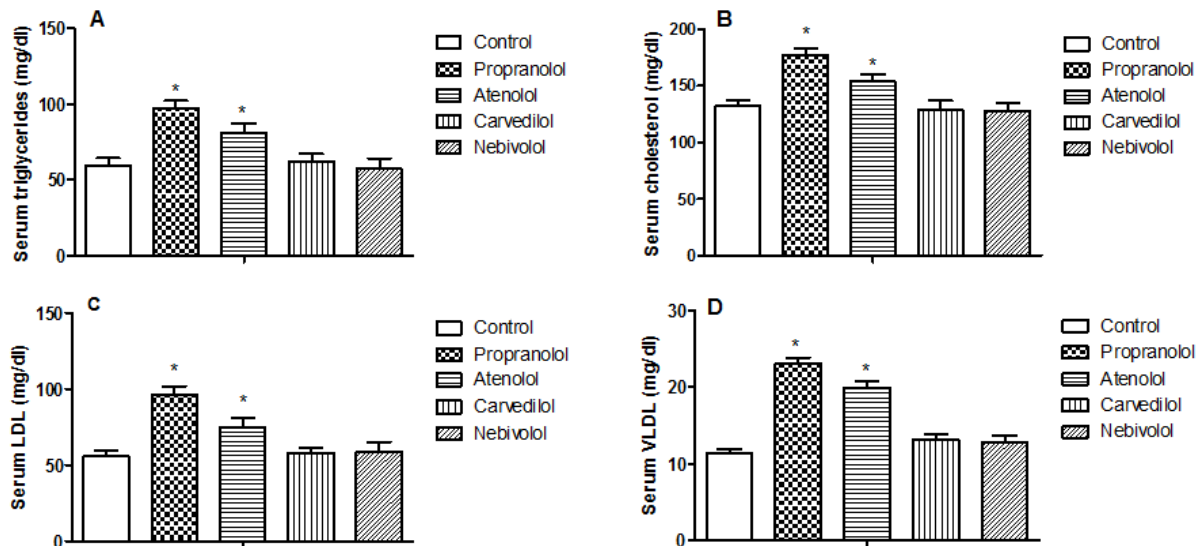 A
Serum triglycerides (mg/dl)
150
100
50
0
*
*
Control
Propranolol
Atenolol
Carvedilol
Nebivolol
B
Serum cholesterol (mg/dl)
200
150
100
50
0
*
*
Control
Propranolol
Atenolol
Carvedilol
Nebivolol
C
Serum LDL (mg/dl)
150
100
50
0
*
*
Control
Propranolol
Atenolol
Carvedilol
Nebivolol
D
Serum VLDL (mg/dl)
30
20
10
0
*
*
Control
Propranolol
Atenolol
Carvedilol
Nebivolol